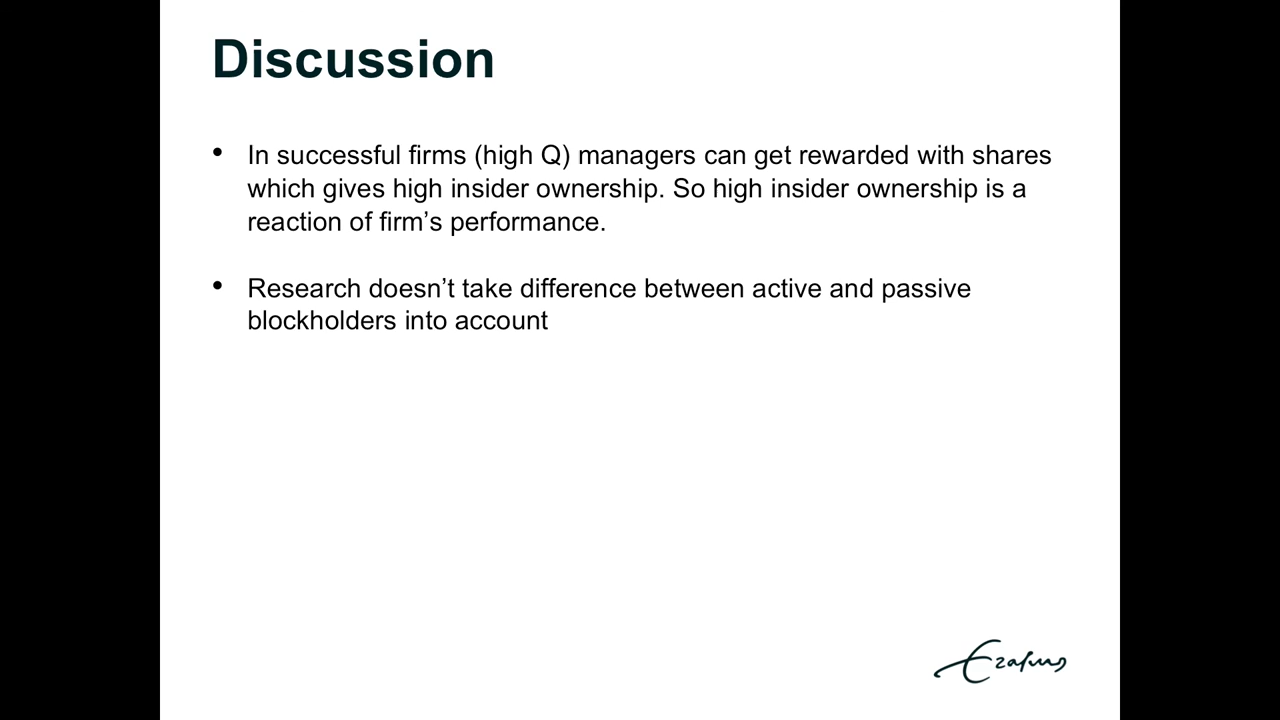 Discussion
• In successful firms (high Q) managers can get rewarded with shares
which gives high insider ownership. So high insider ownership is a
reaction of firm’s performance.
• Research doesn’t take difference between active and passive
blockholders into account
Erasmus